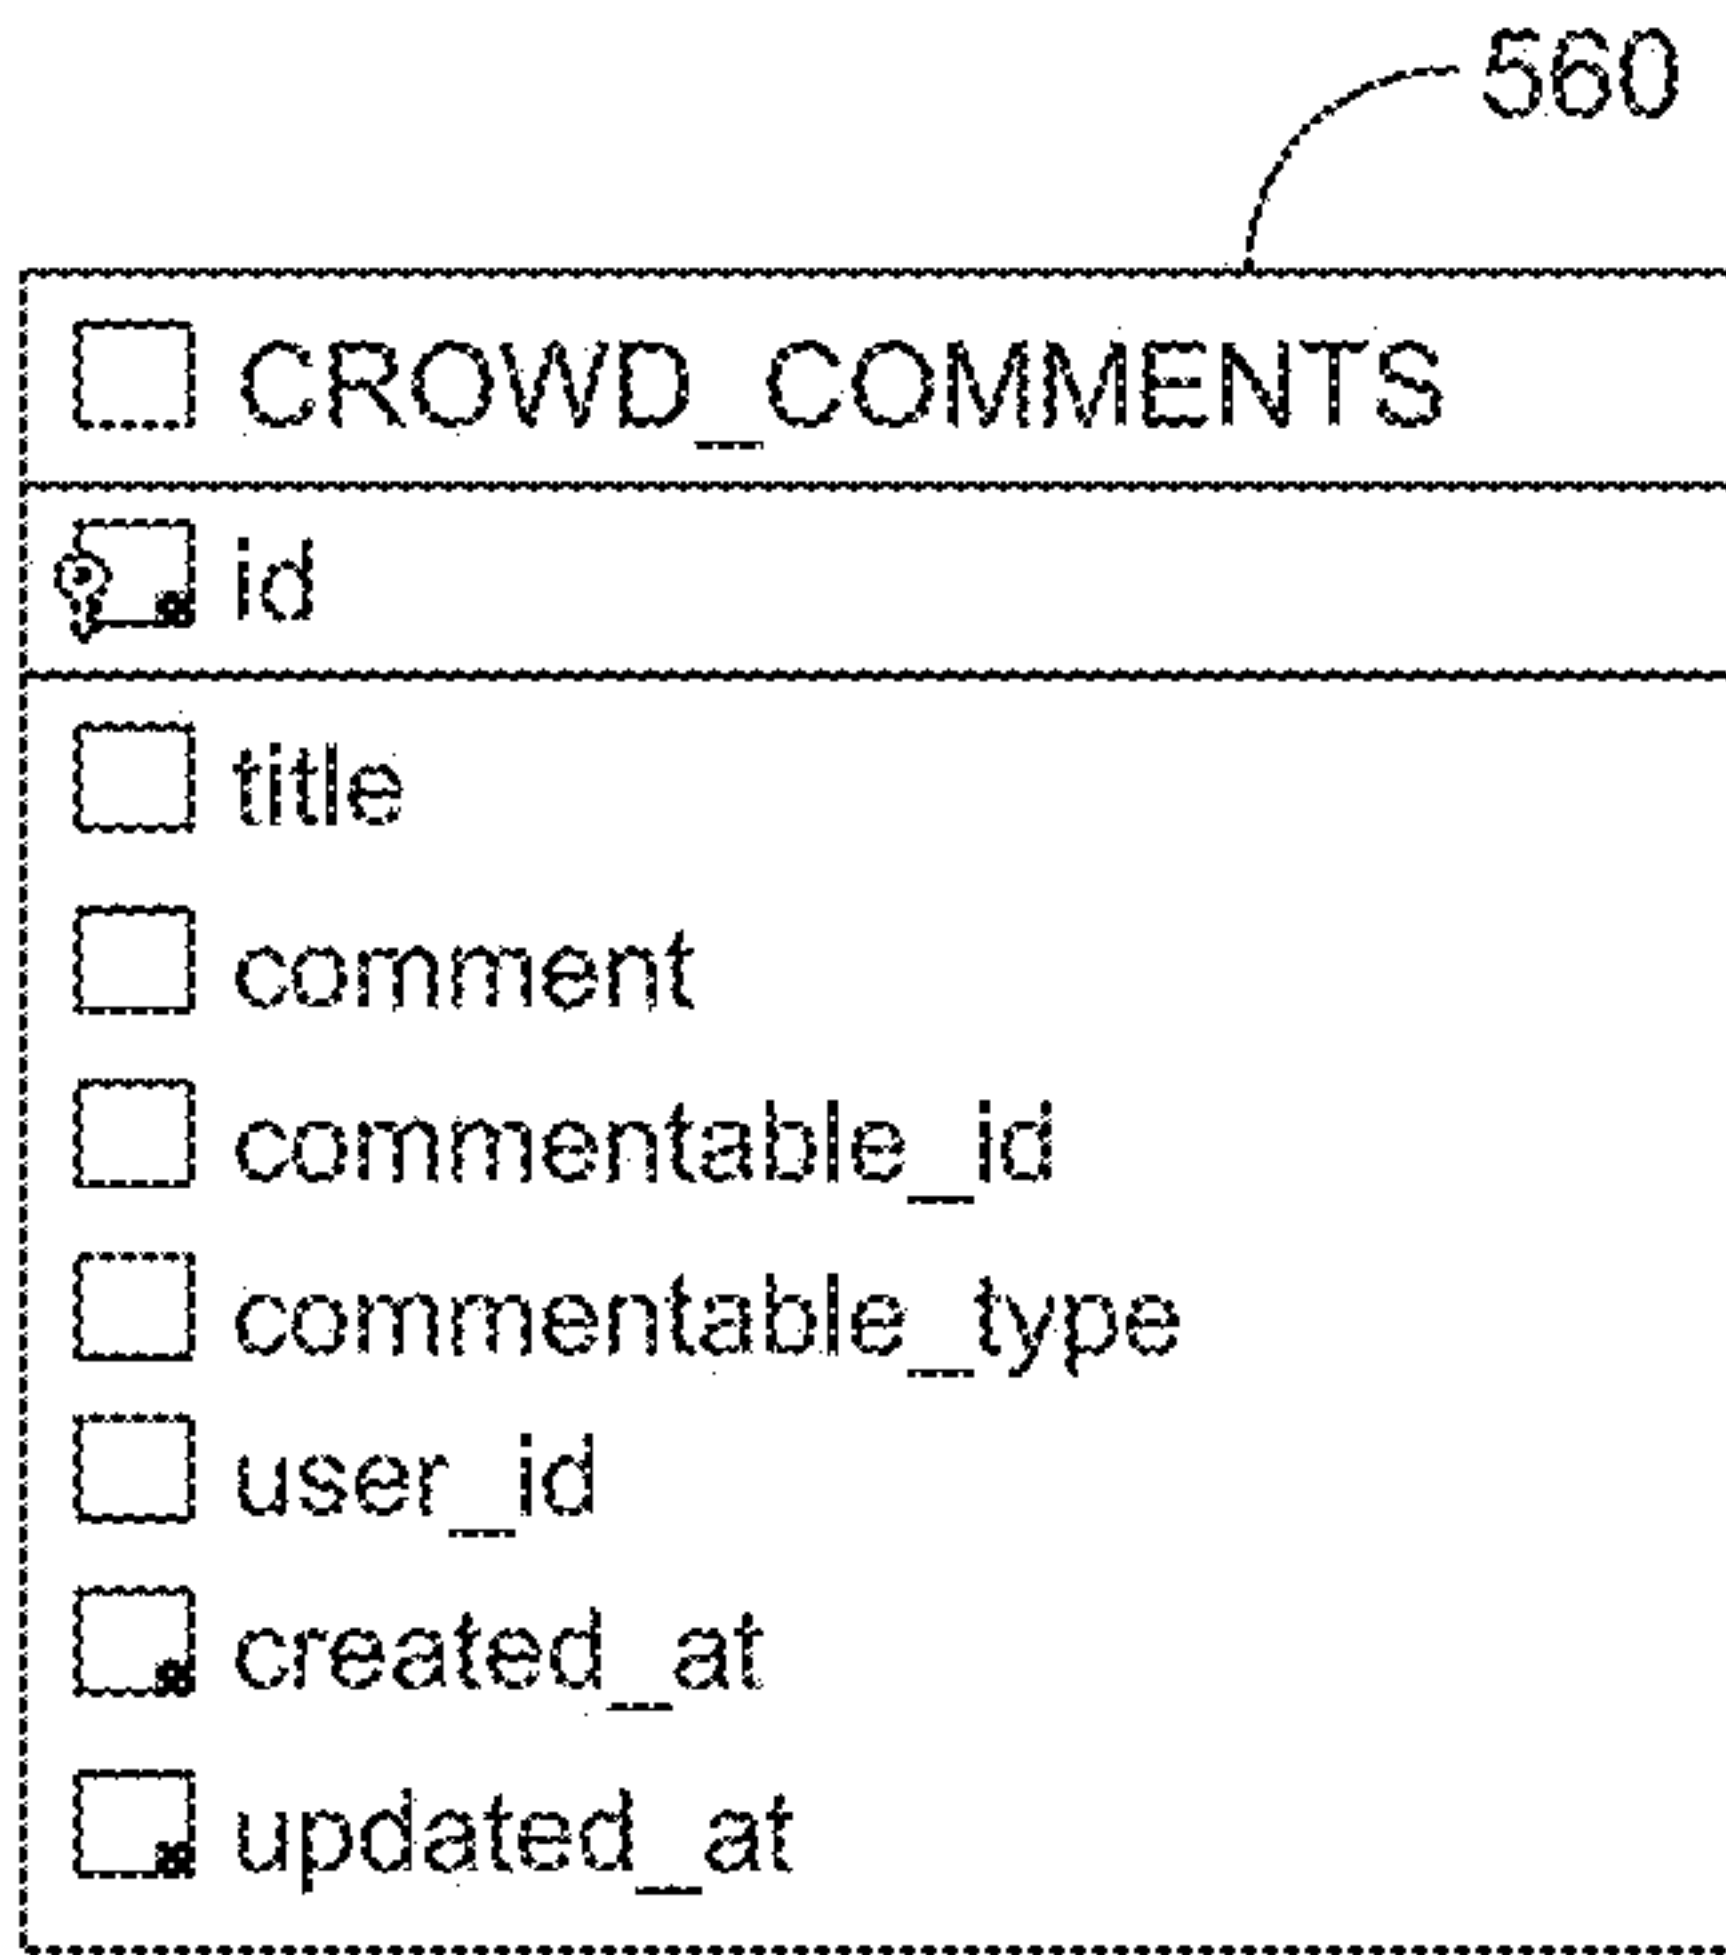 560
CROWD_COMMENTS
id
title
comment
commentable_id
commentable_type
user_id
created_at
updated_at